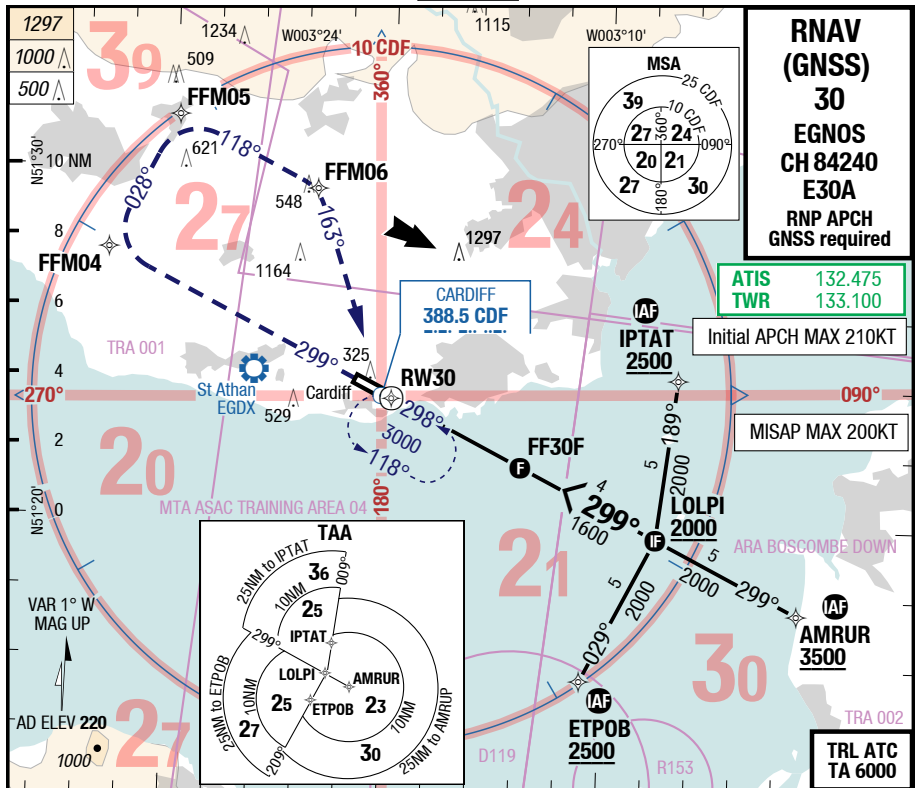 1297
1000
500
39
1234
509
W003°24'
10 CDF
360°
1115
W003°10'
MSA
25 CDF
10 CDF
39
27
24
360°
270°
090°
20
21
180°
27
30
RNAV
(GNSS)
30
EGNOS
CH 84240
E30A
RNP APCH
GNSS required
ATIS 132.475
TWR 133.100
Initial APCH MAX 210KT
MISAP MAX 200KT
N51°30'
10 NM
8
6
4
2
0
N51°20'
FFM05
621
118°
FFM06
548
028°
27
163°
24
1297
FFM04
1164
CARDIFF
388.5 CDF
TRA 001
299°
325
RW30
St Athan
EGDX
529
Cardiff
270°
090°
298°
3000
118°
180°
IAF
IPTAT
2500
189°
5
2000
FF30F
F
4
299°
1600
LOLPI
2000
IF
20
MTA ASAC TRAINING AREA 04
21
ARA BOSCOMBE DOWN
5
2000
299°
IAF
AMRUR
3500
5
2000
029°
IAF
ETPOB
2500
30
TAA
25NM to IPTAT
36
009°
10NM
25
IPTAT
299°
LOLPI
AMRUR
ETPOB
25NM to ETPOB
10NM
25
27
23
10NM
209°
30
25NM to AMRUP
VAR 1° W
MAG UP
AD ELEV 220
27
1000
D119
R153
TRA 002
TRL ATC
TA 6000